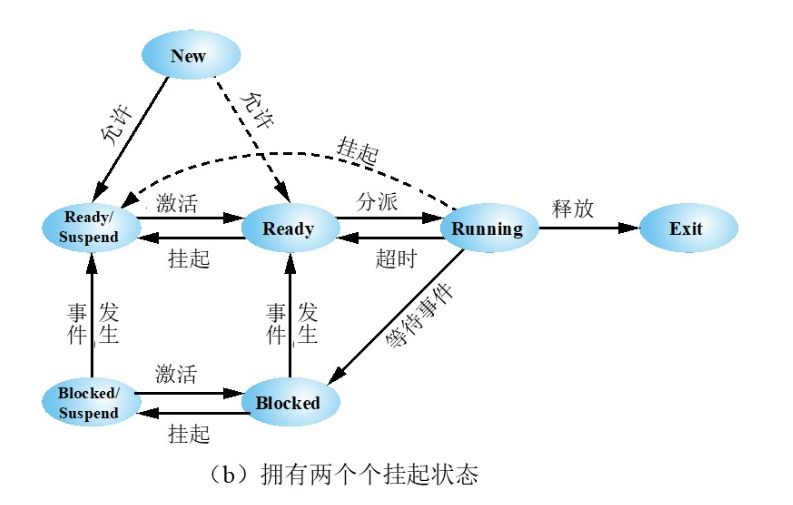 New
允许
允许
挂起
Ready/
Suspend
激活
挂起
Ready
分派
超时
Running
释放
Exit
事件
发生
事件
发生
等待事件
Blocked/
Suspend
激活
挂起
Blocked
（b）拥有两个个挂起状态